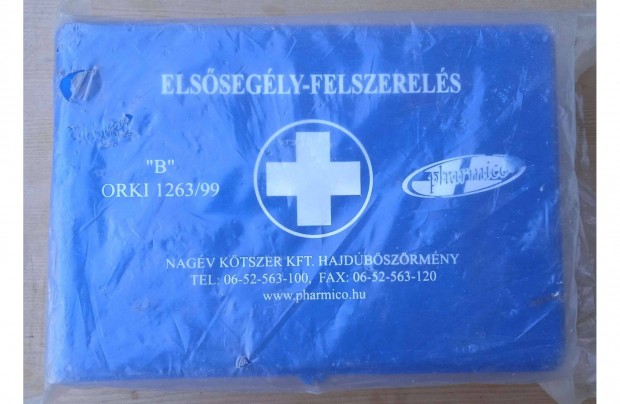 ELSŐSEGÉLY-FELSZERELÉS
"B"
ORKI 1263/99
pharmico
NAGÉV KÖTSZER KFT. HAJDÚBÖSZÖRMÉNY
TEL: 06-52-563-100, FAX: 06-52-563-120
www.pharmico.hu